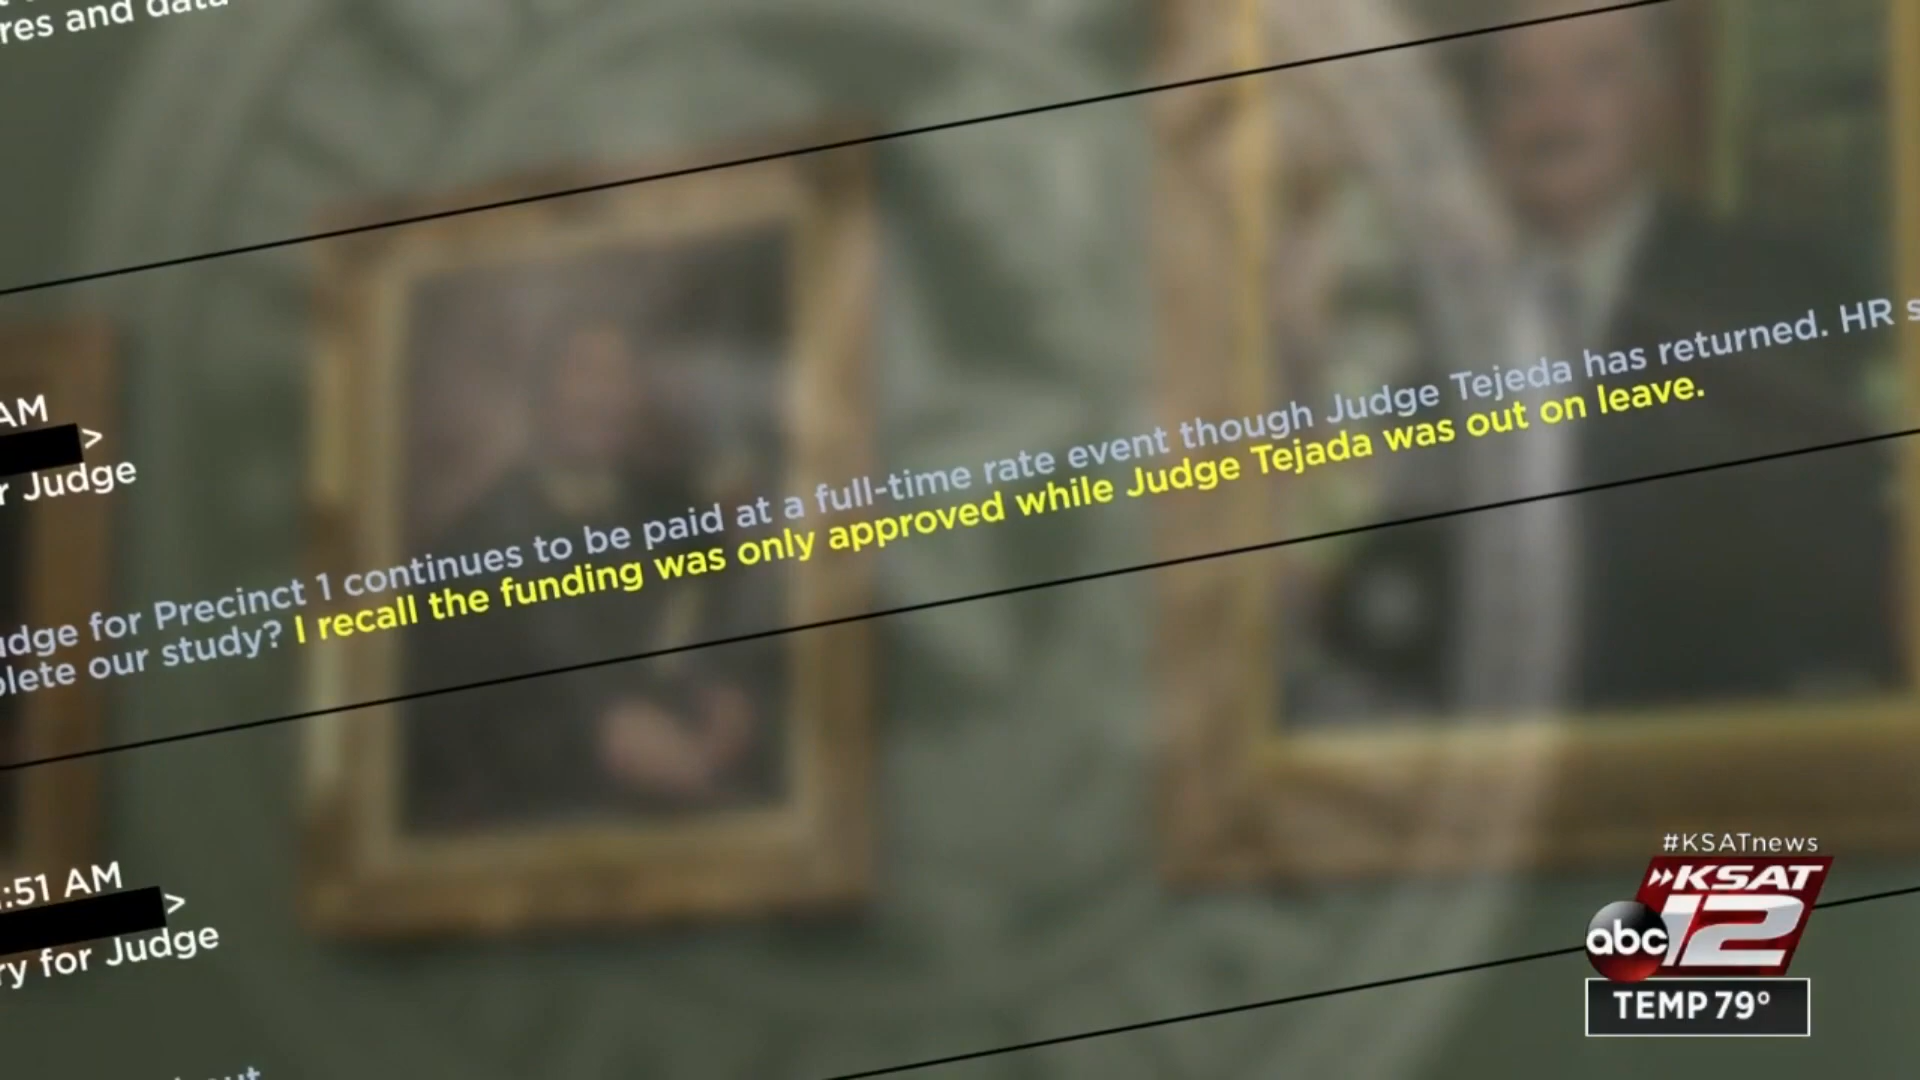 res and data
AM
>
r Judge
udge for Precinct 1 continues to be paid at a full-time rate event though Judge Tejeda has returned. HR s
plete our study? I recall the funding was only approved while Judge Tejada was out on leave.
:51 AM
>
ry for Judge
#KSATnews
KSAT
12
abc
TEMP 79°